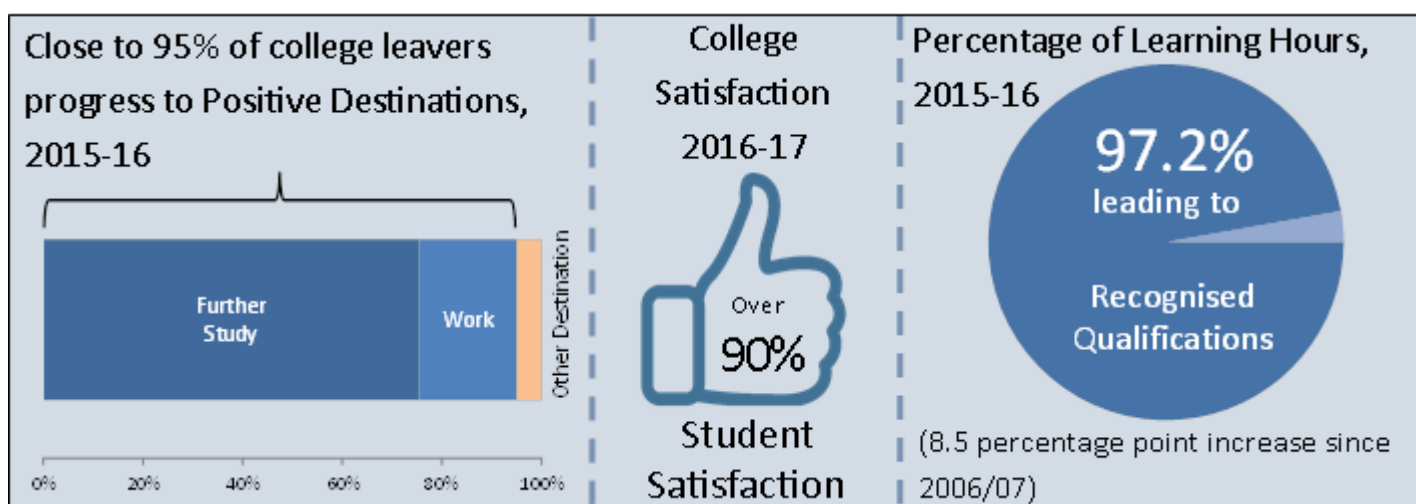 Close to 95% of college leavers
progress to Positive Destinations,
2015-16
Further
Study
Work
Other Destination
0%
20%
40%
60%
80%
100%
College
Satisfaction
2016-17
Over
90%
Student
Satisfaction
Percentage of Learning Hours,
2015-16
97.2%
leading to
Recognised
Qualifications
(8.5 percentage point increase since
2006/07)